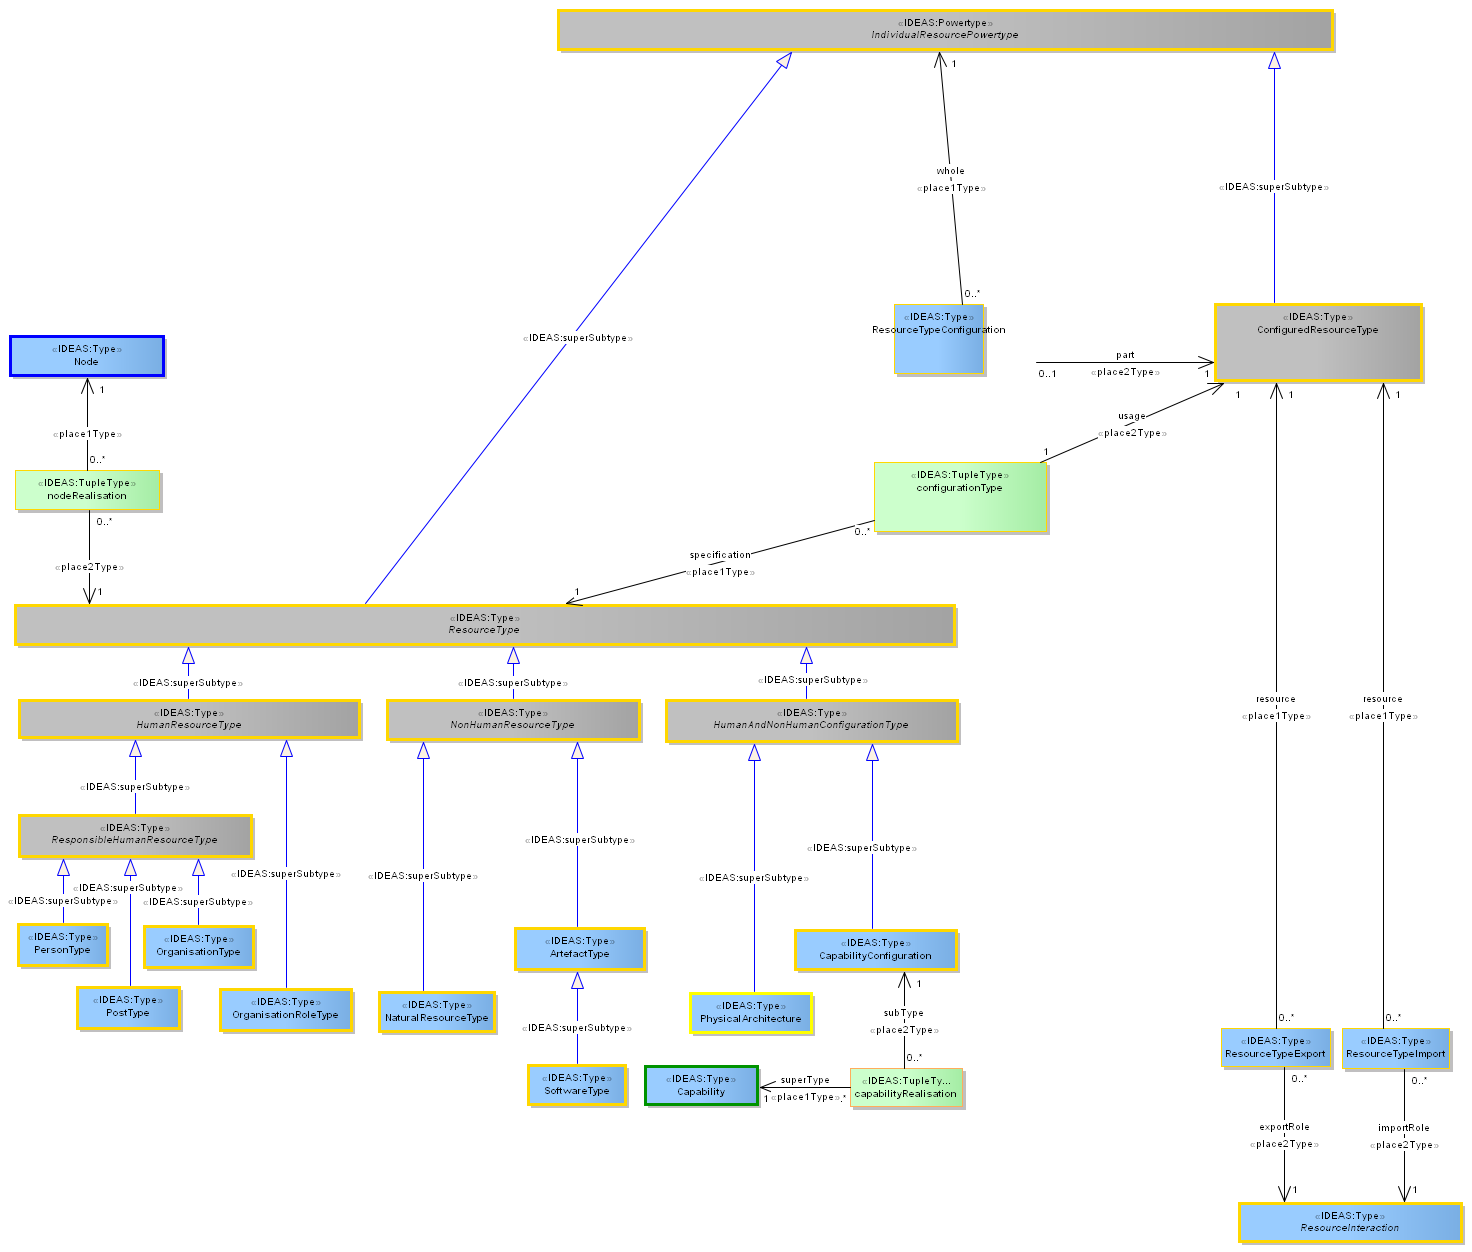 «IDEAS:Powertype»
IndividualResourcePowertype
1
whole
«place1Type»
0..*
«IDEAS:superSubtype»
«IDEAS:superSubtype»
«IDEAS:Type»
ResourceTypeConfiguration
«IDEAS:Type»
ConfiguredResourceType
part
0..1
«place2Type»
1
1
1
1
usage
«place2Type»
1
«IDEAS:Type»
Node
1
«place1Type»
0..*
«IDEAS:TupleType»
nodeRealisation
0..*
«place2Type»
1
«IDEAS:TupleType»
configurationType
0..*
specification
«place1Type»
1
«IDEAS:Type»
ResourceType
«IDEAS:superSubtype»
«IDEAS:superSubtype»
«IDEAS:superSubtype»
«IDEAS:Type»
HumanResourceType
«IDEAS:Type»
NonHumanResourceType
«IDEAS:Type»
HumanAndNonHumanConfigurationType
resource
«place1Type»
resource
«place1Type»
«IDEAS:superSubtype»
«IDEAS:Type»
ResponsibleHumanResourceType
«IDEAS:superSubtype»
«IDEAS:superSubtype»
«IDEAS:superSubtype»
«IDEAS:superSubtype»
«IDEAS:superSubtype»
«IDEAS:superSubtype»
«IDEAS:superSubtype»
«IDEAS:superSubtype»
«IDEAS:Type»
PersonType
«IDEAS:Type»
OrganisationType
«IDEAS:Type»
ArtefactType
«IDEAS:Type»
CapabilityConfiguration
«IDEAS:Type»
PostType
«IDEAS:Type»
OrganisationRoleType
«IDEAS:Type»
NaturalResourceType
«IDEAS:Type»
PhysicalArchitecture
1
subType
«place2Type»
0..*
«IDEAS:superSubtype»
0..*
0..*
«IDEAS:Type»
ResourceTypeExport
«IDEAS:Type»
ResourceTypeImport
«IDEAS:Type»
SoftwareType
«IDEAS:Type»
Capability
superType
1
«place1Type»
.*
«IDEAS:TupleTy...
capabilityRealisation
0..*
0..*
exportRole
«place2Type»
importRole
«place2Type»
1
1
«IDEAS:Type»
ResourceInteraction